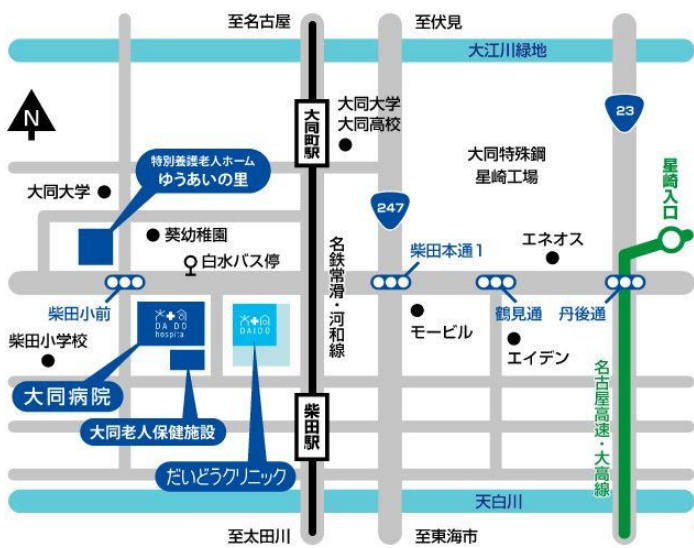 至名古屋
至伏見
大江川緑地
N
大同町駅
大同大学
大同高校
23
大同特殊鋼
星崎工場
特別養護老人ホーム
ゆうあいの里
大同大学
星崎入口
247
葵幼稚園
白水バス停
名鉄常滑・河和線
柴田本通1
エネオス
柴田小前
鶴見通
丹後通
DAIDO
hospital
DAIDO
モービル
エイデン
柴田小学校
大同病院
大同老人保健施設
柴田駅
名古屋高速・大高線
だいどうクリニック
天白川
至太田川
至東海市